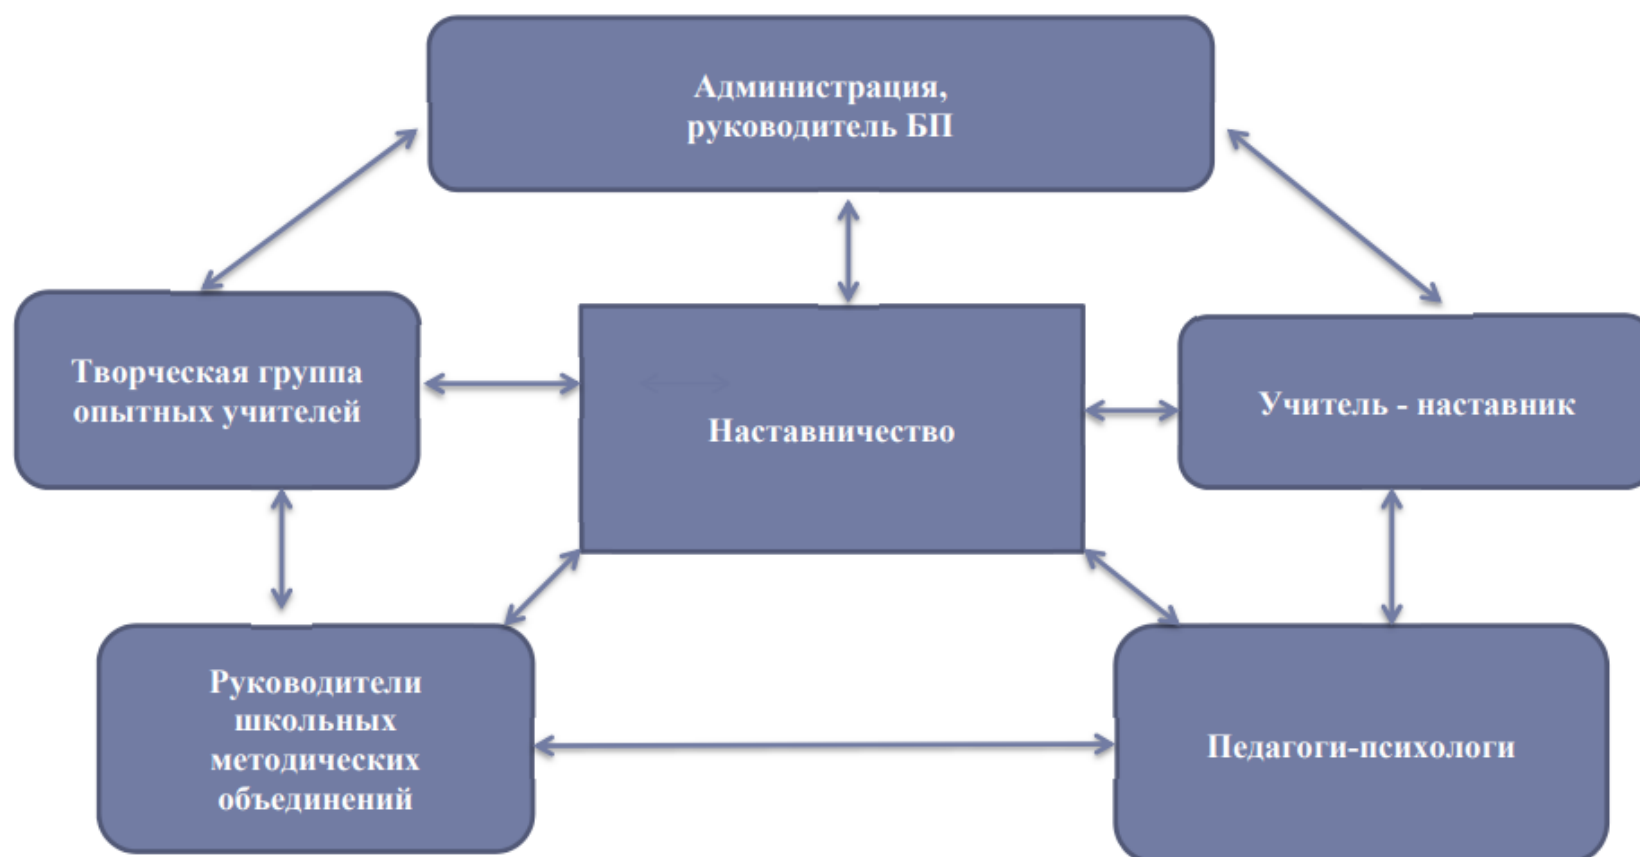 Администрация,
руководитель БП
Творческая группа
опытных учителей
Наставничество
Учитель - наставник
Руководители
школьных
методических
объединений
Педагоги-психологи